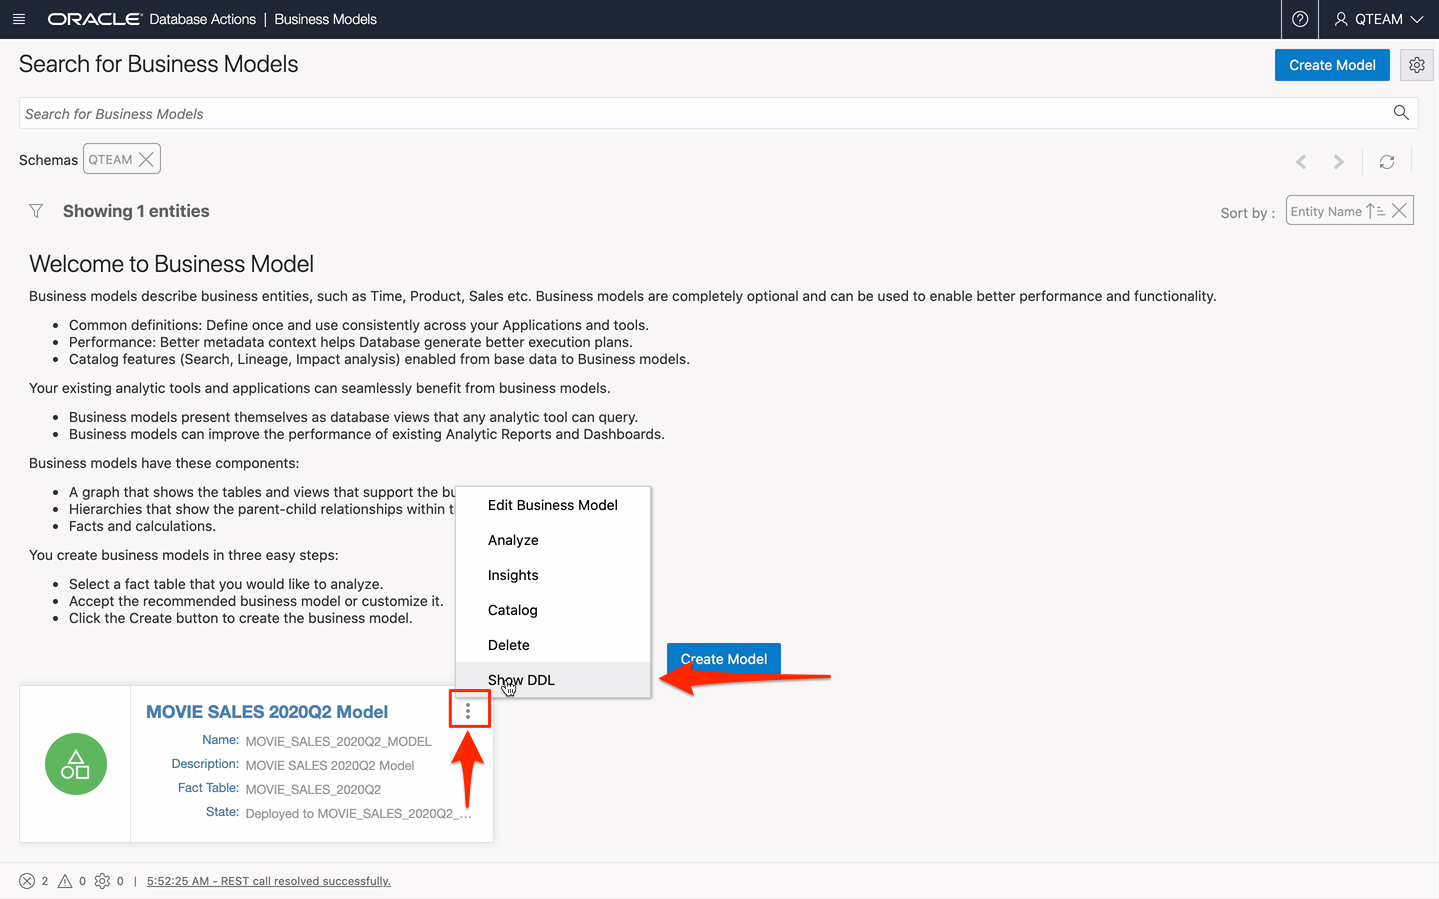 ORACLE Database Actions | Business Models
QTEAM
Search for Business Models
Create Model
Search for Business Models
Schemas QTEAM
Showing 1 entities
Sort by : Entity Name
Welcome to Business Model
Business models describe business entities, such as Time, Product, Sales etc. Business models are completely optional and can be used to enable better performance and functionality.
• Common definitions: Define once and use consistently across your Applications and tools.
• Performance: Better metadata context helps Database generate better execution plans.
• Catalog features (Search, Lineage, Impact analysis) enabled from base data to Business models.
Your existing analytic tools and applications can seamlessly benefit from business models.
• Business models present themselves as database views that any analytic tool can query.
• Business models can improve the performance of existing Analytic Reports and Dashboards.
Business models have these components:
• A graph that shows the tables and views that support the
• Hierarchies that show the parent-child relationships within
• Facts and calculations.
You create business models in three easy steps:
• Select a fact table that you would like to analyze.
• Accept the recommended business model or customize it.
• Click the Create button to create the business model.
Edit Business Model
Analyze
Insights
Catalog
Delete
Show DDL
Create Model
MOVIE SALES 2020Q2 Model
Name: MOVIE_SALES_2020Q2_MODEL
Description: MOVIE SALES 2020Q2 Model
Fact Table: MOVIE_SALES_2020Q2
State: Deployed to MOVIE_SALES_2020Q2_...
2 0 0 | 5:52:25 AM - REST call resolved successfully.